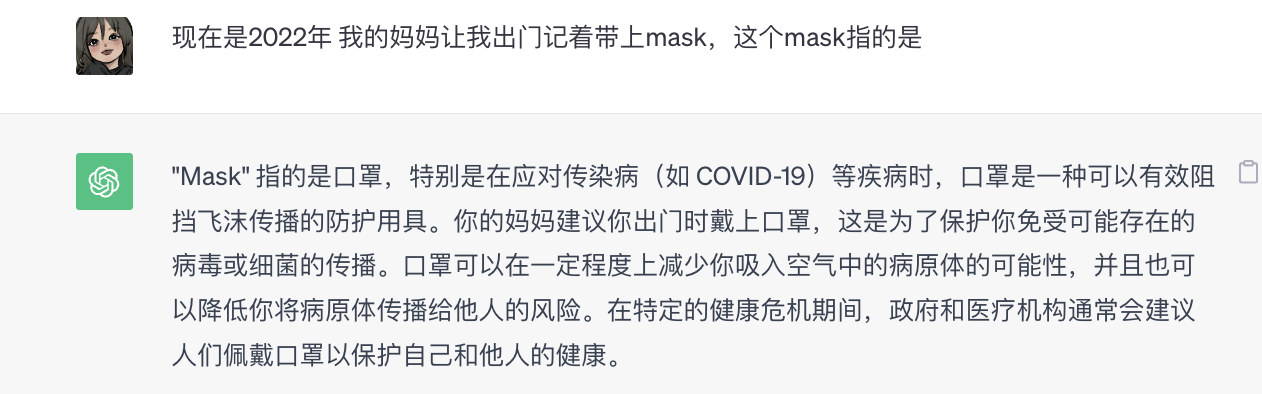 现在是2022年 我的妈妈让我出门记着带上mask，这个mask指的是
"Mask" 指的是口罩，特别是在应对传染病（如 COVID-19）等疾病时，口罩是一种可以有效阻
挡飞沫传播的防护用具。你的妈妈建议你出门时戴上口罩，这是为了保护你免受可能存在的
病毒或细菌的传播。口罩可以在一定程度上减少你吸入空气中的病原体的可能性，并且也可
以降低你将病原体传播给他人的风险。在特定的健康危机期间，政府和医疗机构通常会建议
人们佩戴口罩以保护自己和他人的健康。